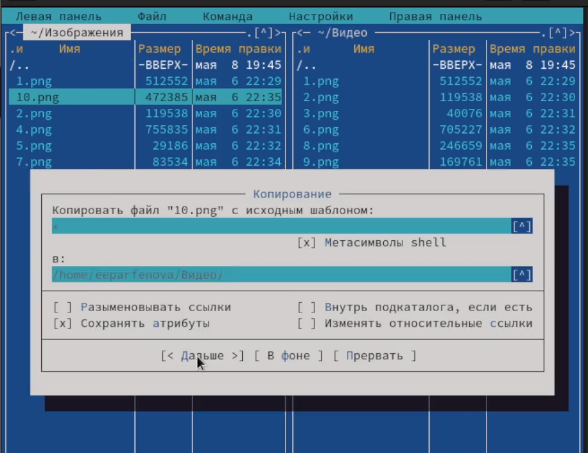 Левая панель Файл Команда Настройки Правая панель
<─ ~/Изображения .[^]> <─ ~/Видео .[^]>
.и Имя Размер Время правки .и Имя Размер Время правки
/.. -ВВЕРХ- мая 8 19:45 /.. -ВВЕРХ- мая 8 19:45
1.png 512552 мая 6 22:29 1.png 512552 мая 6 22:29
10.png 472385 мая 6 22:35 2.png 119538 мая 6 22:30
2.png 119538 мая 6 22:30 3.png 40076 мая 6 22:31
4.png 755835 мая 6 22:31 6.png 705227 мая 6 22:32
5.png 29186 мая 6 22:32 8.png 246659 мая 6 22:35
7.png 83534 мая 6 22:34 9.png 169761 мая 6 22:35
Копирование
Копировать файл "10.png" с исходным шаблоном:
* [^]
[x] Метасимволы shell
в:
/home/eeparfenova/Видео/ [^]
[ ] Разыменовывать ссылки [ ] Внутрь подкаталога, если есть
[x] Сохранять атрибуты [ ] Изменять относительные ссылки
[< Дальше >] [ В фоне ] [ Прервать ]